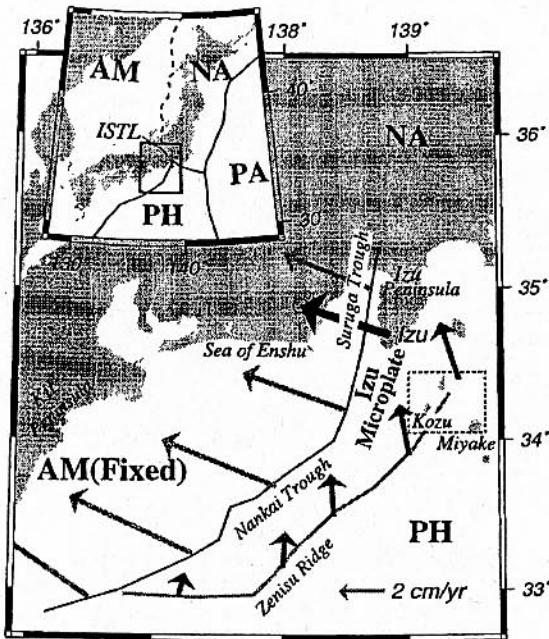 136°
138°
139°
AM
NA
40°
ISTL
PA
PH
30°
NA
36°
140°
Suruga Trough
Izu
Peninsula
35°
Izu
Sea of Enshu
Izu
Microplate
Kozu
Miyake
34°
AM(Fixed)
Nankai Trough
PH
Zenisu Ridge
2 cm/yr
33°